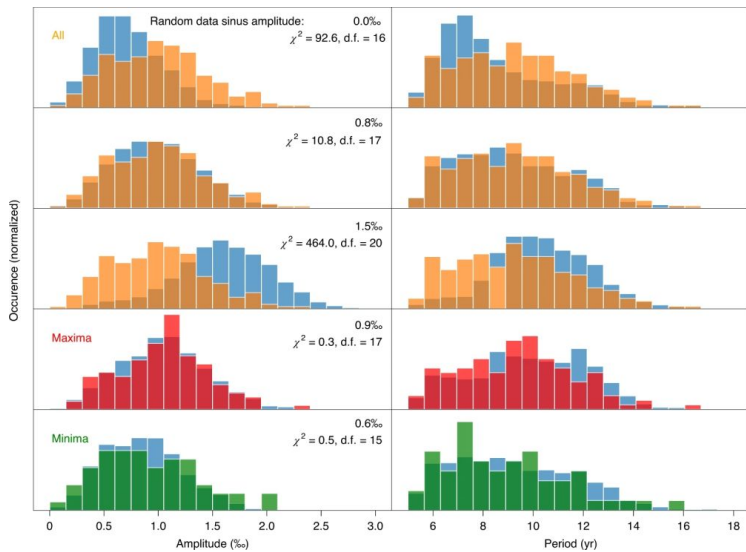 Random data sinus amplitude: 0.0‰
All
χ² = 92.6, d.f. = 16
0.8‰
χ² = 10.8, d.f. = 17
1.5‰
χ² = 464.0, d.f. = 20
Occurence (normalized)
Maxima
0.9‰
χ² = 0.3, d.f. = 17
Minima
0.6‰
χ² = 0.5, d.f. = 15
0 0.5 1.0 1.5 2.0 2.5 3.0 6 8 10 12 14 16 18
Amplitude (‰) Period (yr)